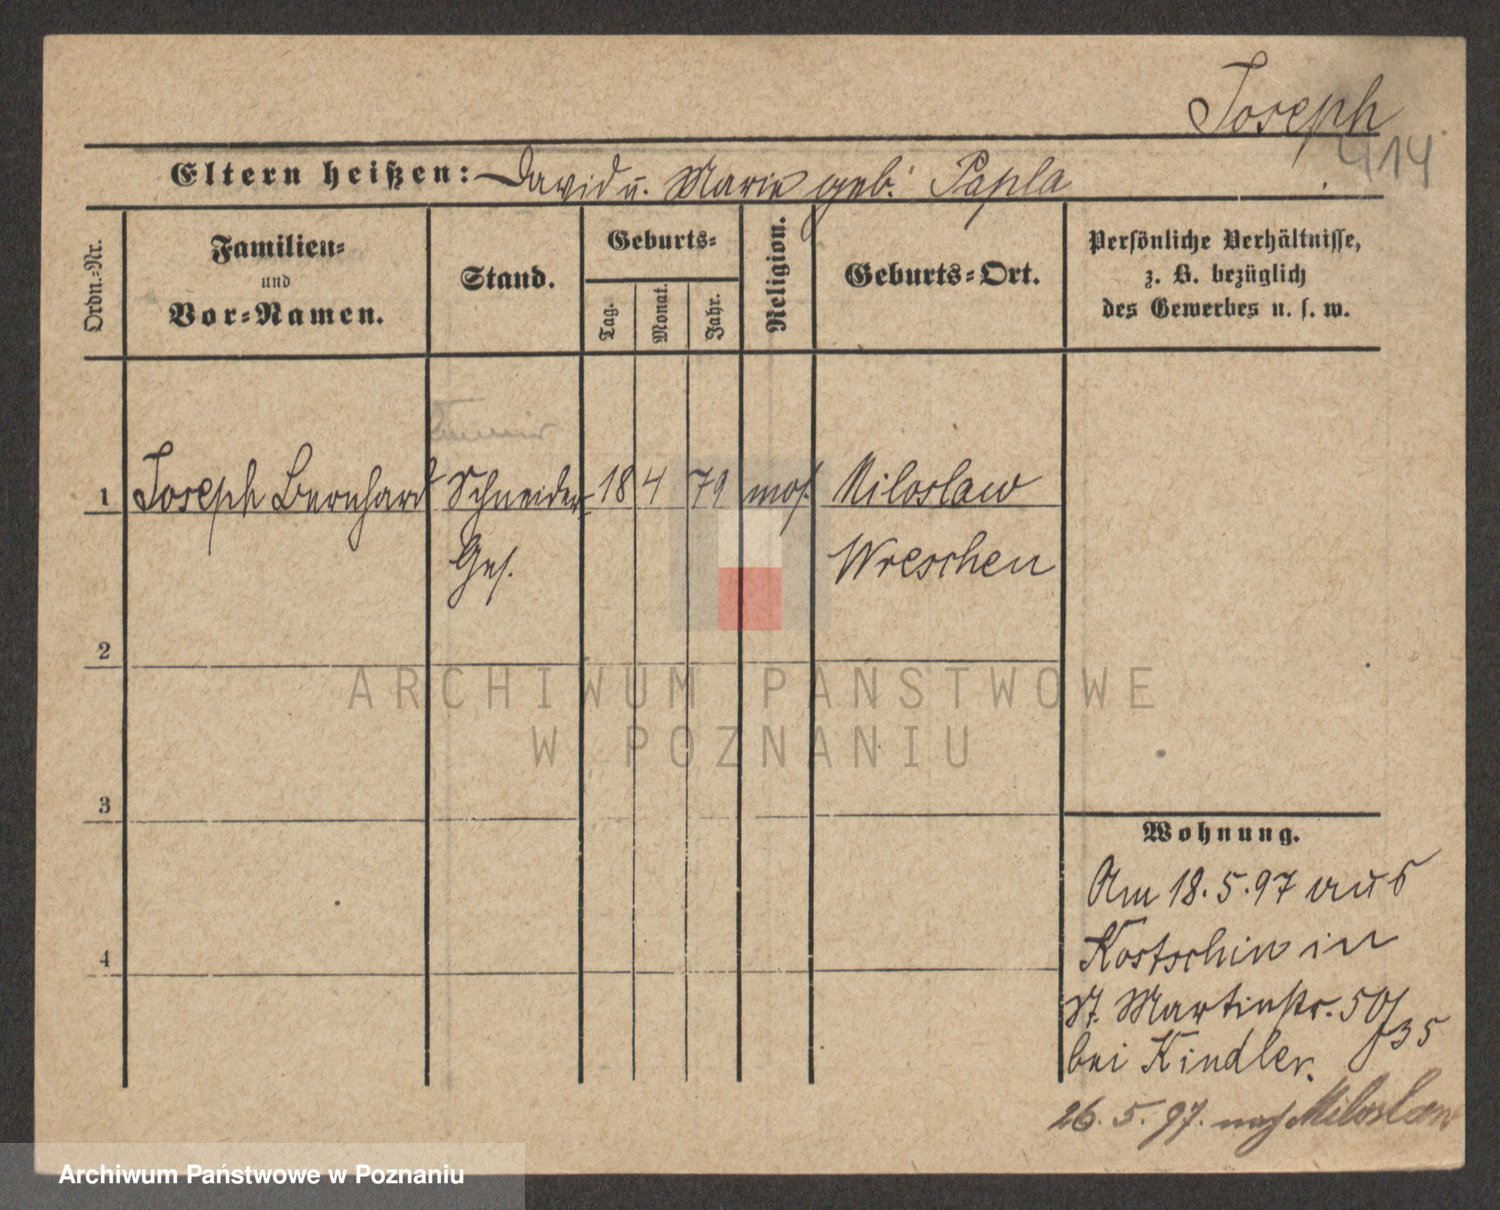 Joseph
414
Eltern heißen: David u. Marie geb. Papla
Ordn.-Nr.
Familien-
und
Vor-Namen.
Stand.
Geburts-
Tag.
Monat.
Jahr.
Religion.
Geburts-Ort.
Persönliche Verhältnisse,
z. B. bezüglich
des Gewerbes u. s. w.
1 Joseph Bernhard Schneider- 18 4 79 mos. Miloslaw
Ges. Wreschen
2
3
4
Wohnung.
Am 18.5.97 aus
Kostschin in
St. Martinstr. 50/35
bei Kindler.
26.5.97. nach Miloslaw
ARCHIWUM PAŃSTWOWE
W POZNANIU
Archiwum Państwowe w Poznaniu